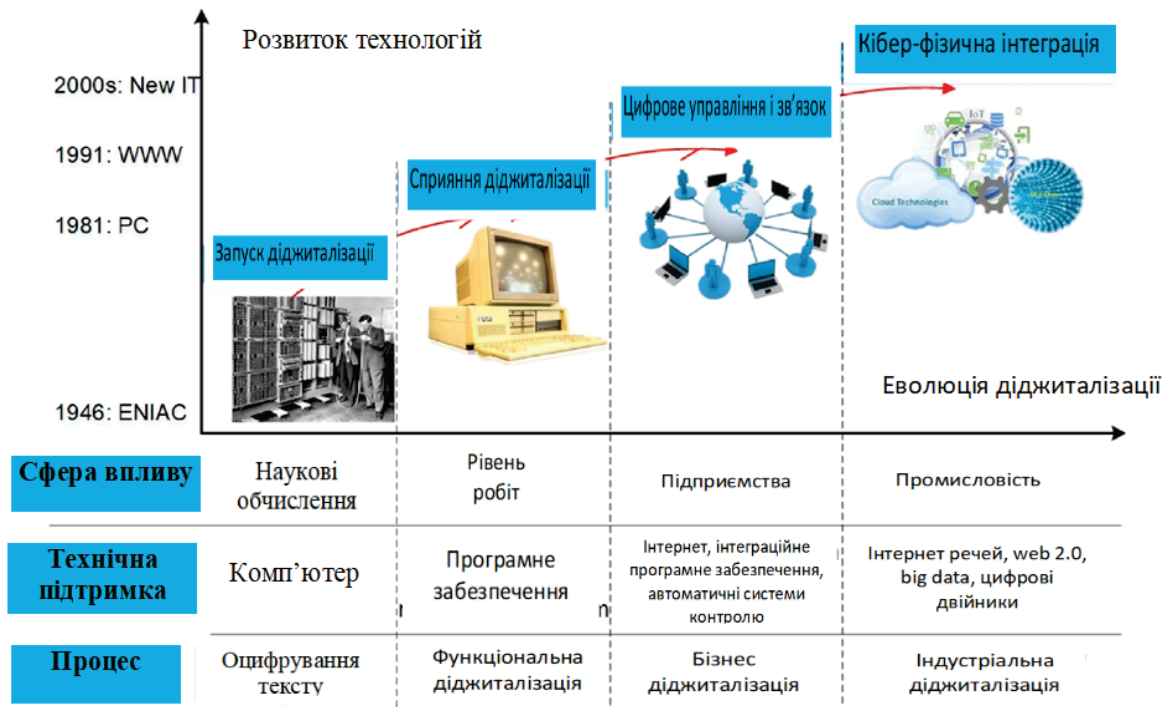 Розвиток технологій
Кібер-фізична інтеграція
2000s: New IT
Цифрове управління і зв’язок
IoT
1991: WWW
Сприяння діджиталізації
Cloud Technologies
1981: PC
Запуск діджиталізації
Еволюція діджиталізації
1946: ENIAC
Сфера впливу
Наукові
обчислення
Рівень
робіт
Підприємства
Промисловість
Технічна
підтримка
Комп’ютер
Програмне
забезпечення
Інтернет, інтеграційне
програмне забезпечення,
автоматичні системи
контролю
Інтернет речей, web 2.0,
big data, цифрові
двійники
Процес
Оцифрування
тексту
Функціональна
діджиталізація
Бізнес
діджиталізація
Індустріальна
діджиталізація